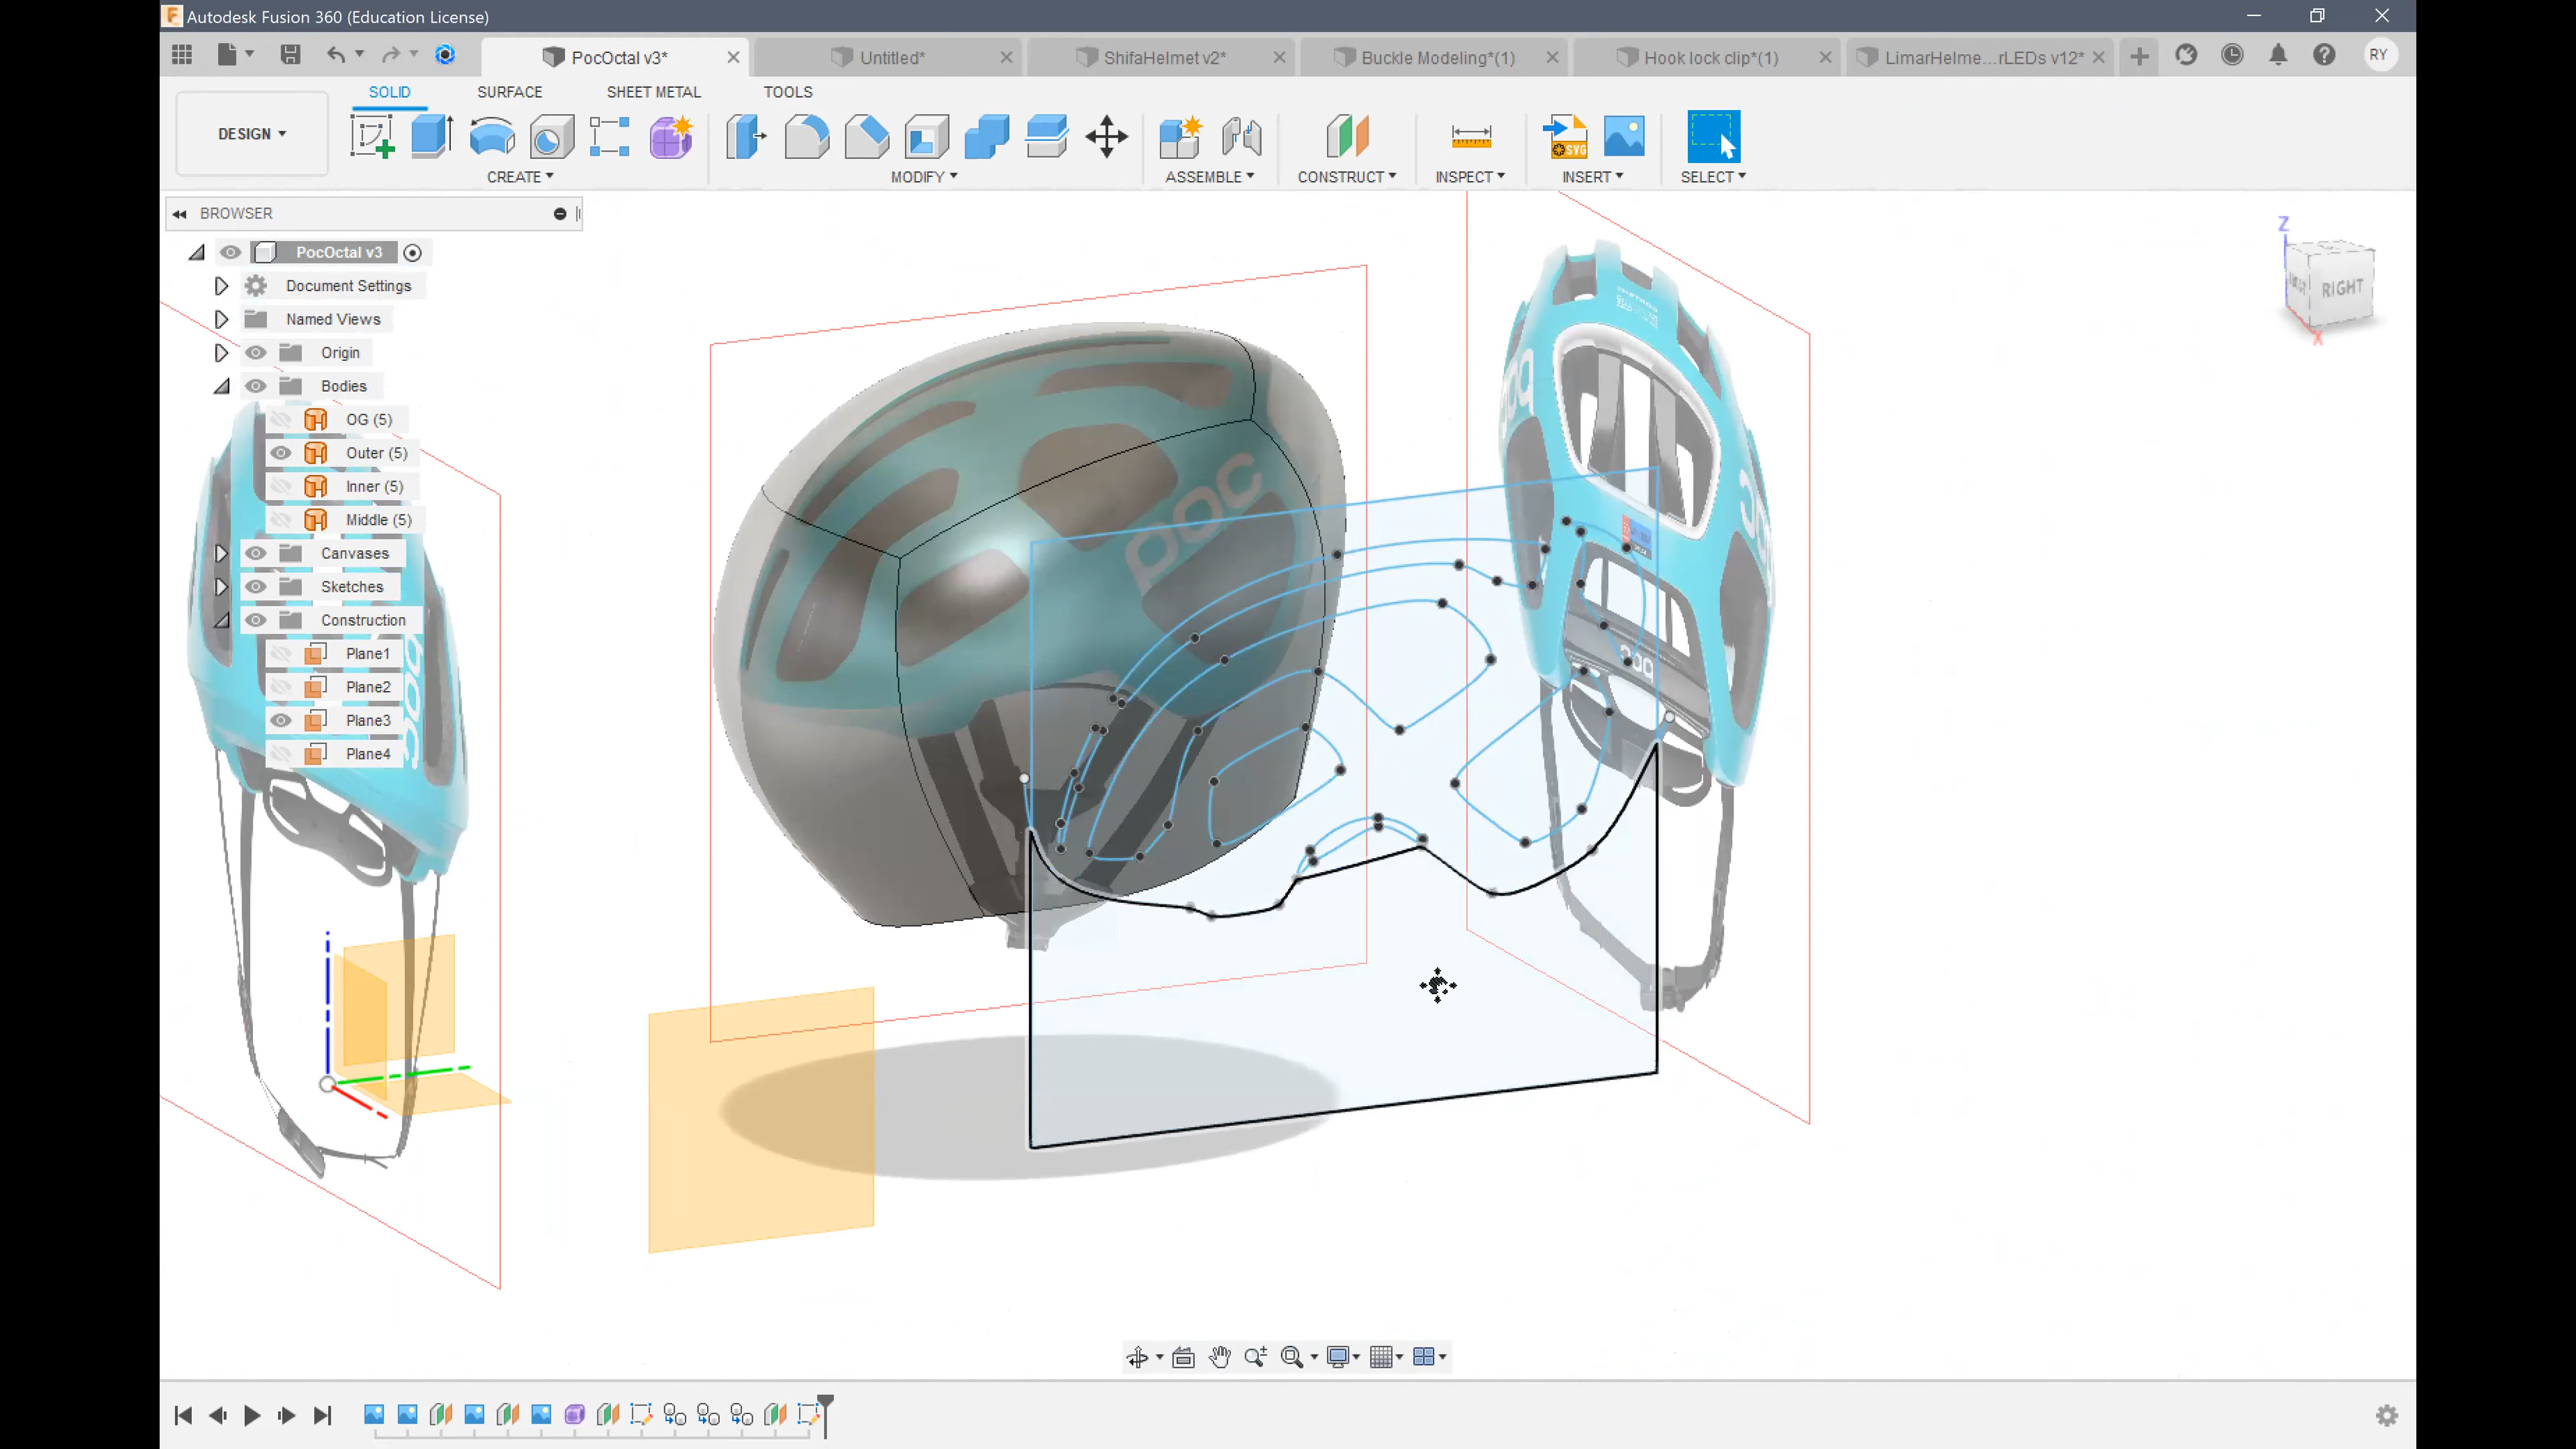 Autodesk Fusion 360 (Education License)
PocOctal v3*
Untitled*
ShifaHelmet v2*
Buckle Modeling*(1)
Hook lock clip*(1)
LimarHelme...rLEDs v12*
RY
SOLID
SURFACE
SHEET METAL
TOOLS
DESIGN
SVG
CREATE
MODIFY
ASSEMBLE
CONSTRUCT
INSPECT
INSERT
SELECT
BROWSER
PocOctal v3
Document Settings
Named Views
Origin
Bodies
OG (5)
Outer (5)
Inner (5)
Middle (5)
Canvases
Sketches
Construction
Plane1
Plane2
Plane3
Plane4
Z
RIGHT
X
poc
poc